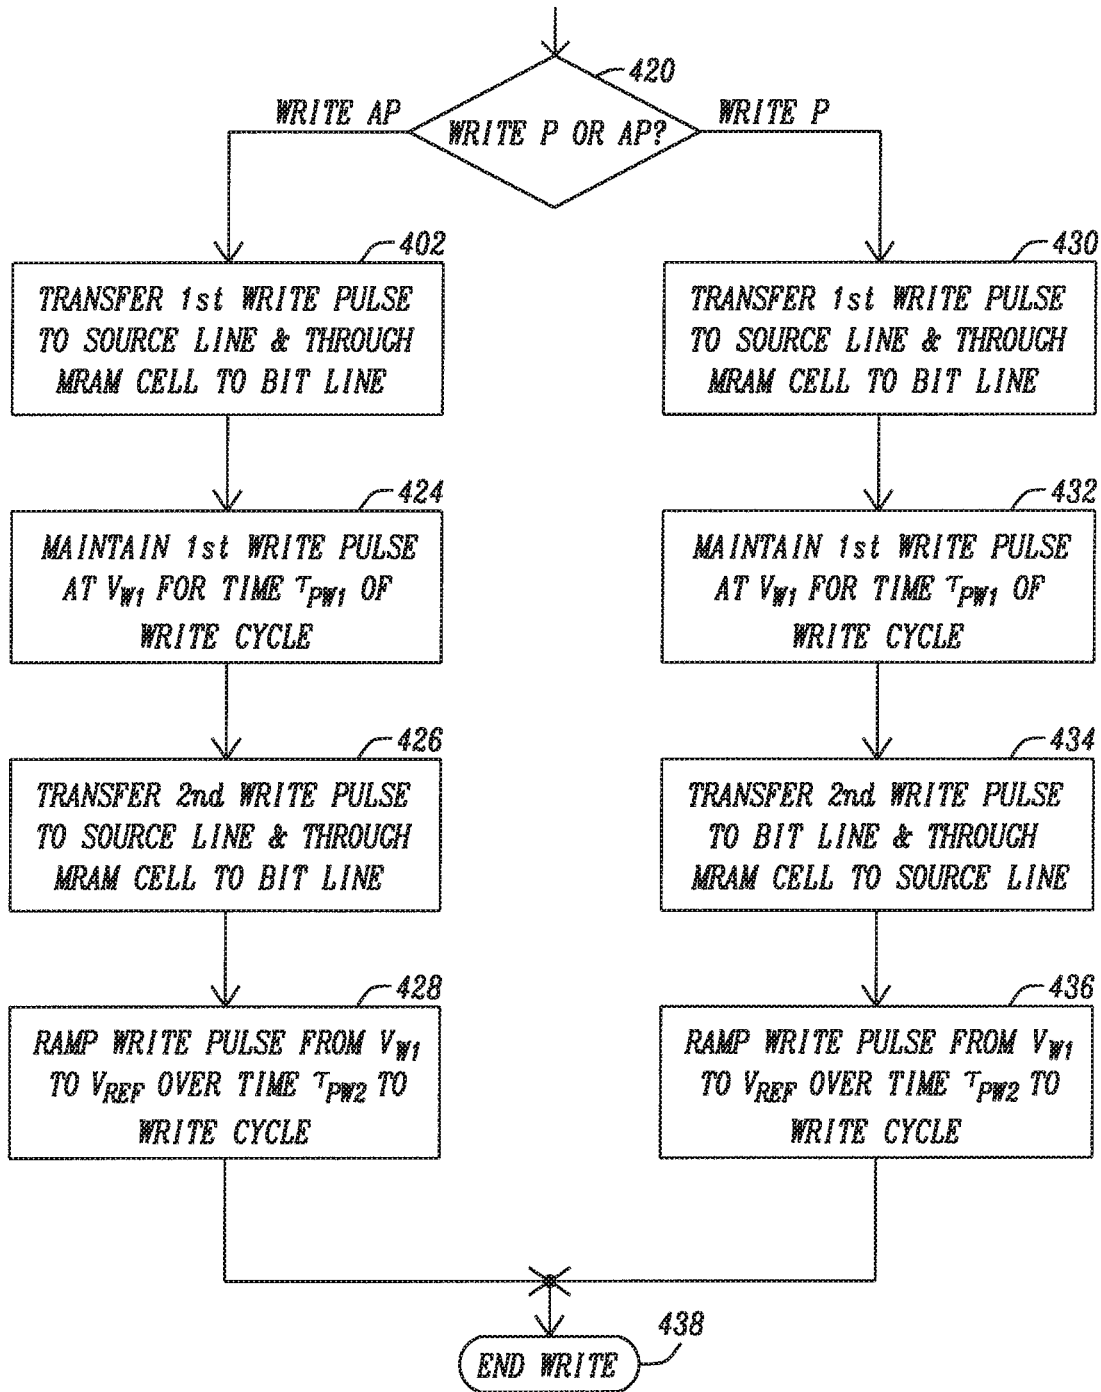 420
WRITE AP
WRITE P OR AP?
WRITE P
402
TRANSFER 1st WRITE PULSE
TO SOURCE LINE & THROUGH
MRAM CELL TO BIT LINE
430
TRANSFER 1st WRITE PULSE
TO SOURCE LINE & THROUGH
MRAM CELL TO BIT LINE
424
MAINTAIN 1st WRITE PULSE
AT VW1 FOR TIME τPW1 OF
WRITE CYCLE
432
MAINTAIN 1st WRITE PULSE
AT VW1 FOR TIME τPW1 OF
WRITE CYCLE
426
TRANSFER 2nd WRITE PULSE
TO SOURCE LINE & THROUGH
MRAM CELL TO BIT LINE
434
TRANSFER 2nd WRITE PULSE
TO BIT LINE & THROUGH
MRAM CELL TO SOURCE LINE
428
RAMP WRITE PULSE FROM VW1
TO VREF OVER TIME τPW2 TO
WRITE CYCLE
436
RAMP WRITE PULSE FROM VW1
TO VREF OVER TIME τPW2 TO
WRITE CYCLE
438
END WRITE